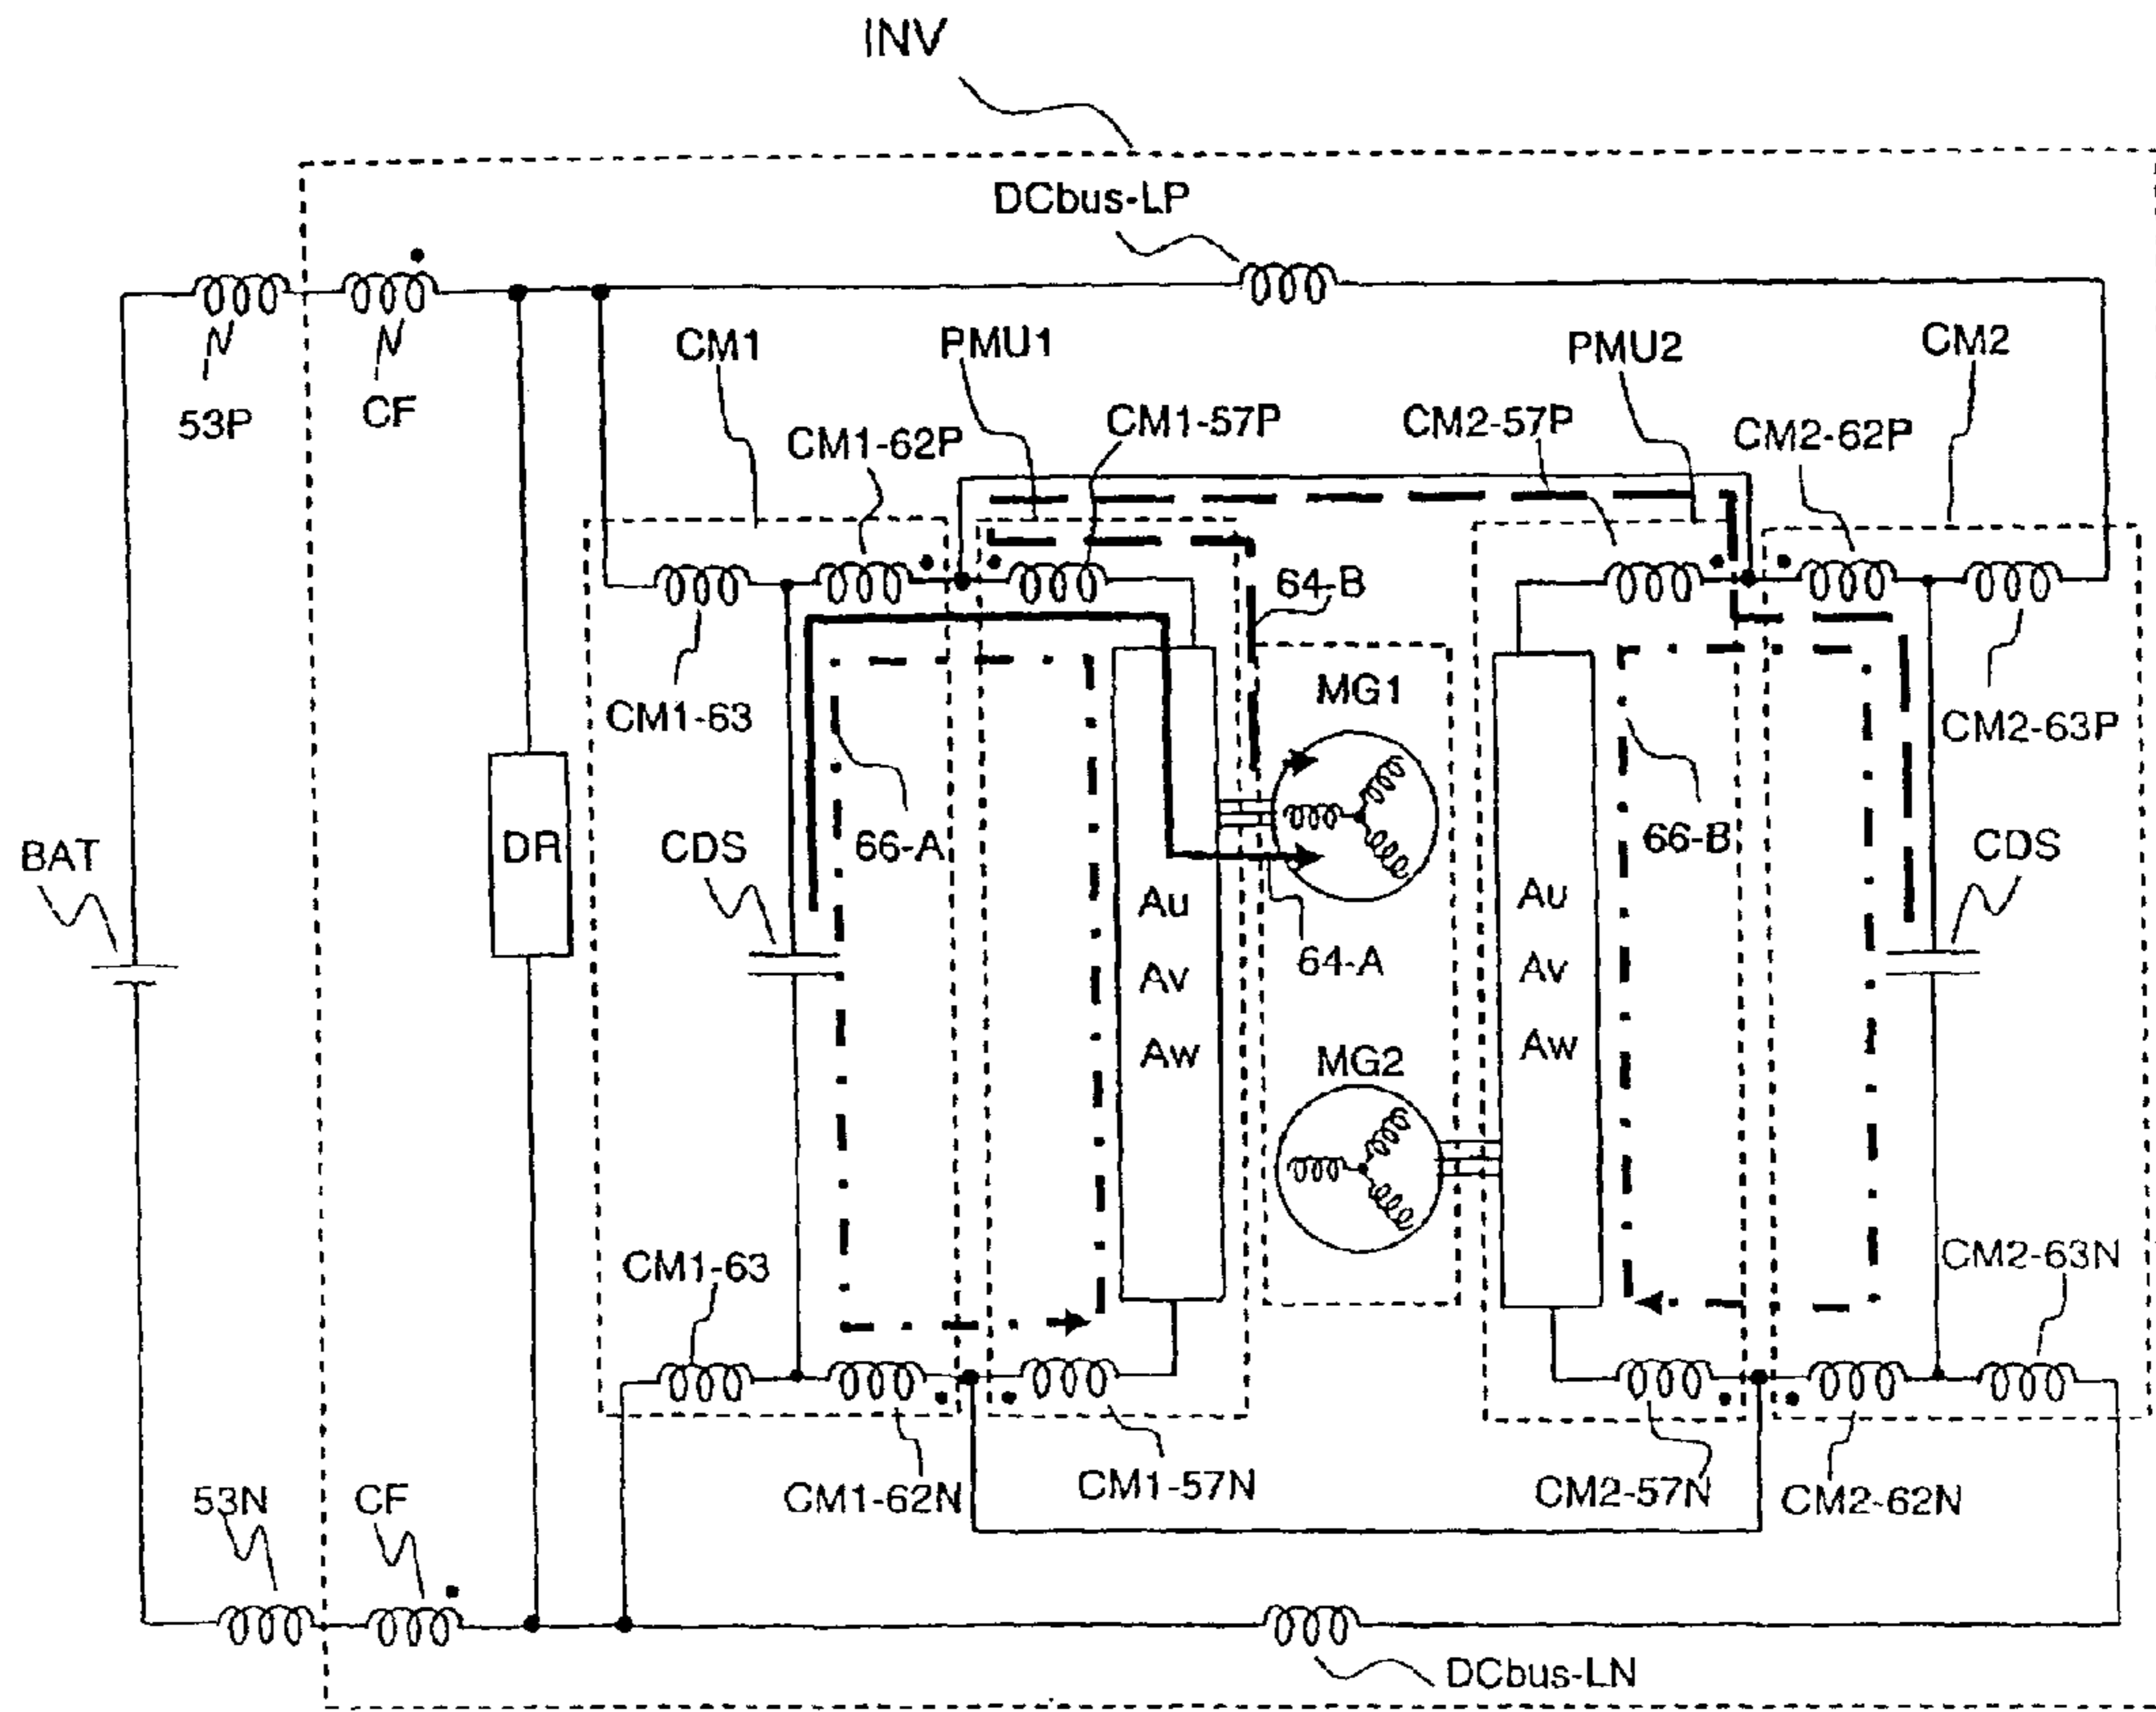 INV
DCbus-LP
53P
CF
CM1
PMU1
PMU2
CM2
CM1-62P
CM1-57P
CM2-57P
CM2-62P
64-B
CM1-63
MG1
CM2-63P
BAT
DR
CDS
66-A
66-B
CDS
Au
Av
Aw
64-A
Au
Av
Aw
MG2
CM1-63
CM2-63N
53N
CF
CM1-62N
CM1-57N
CM2-57N
CM2-62N
DCbus-LN